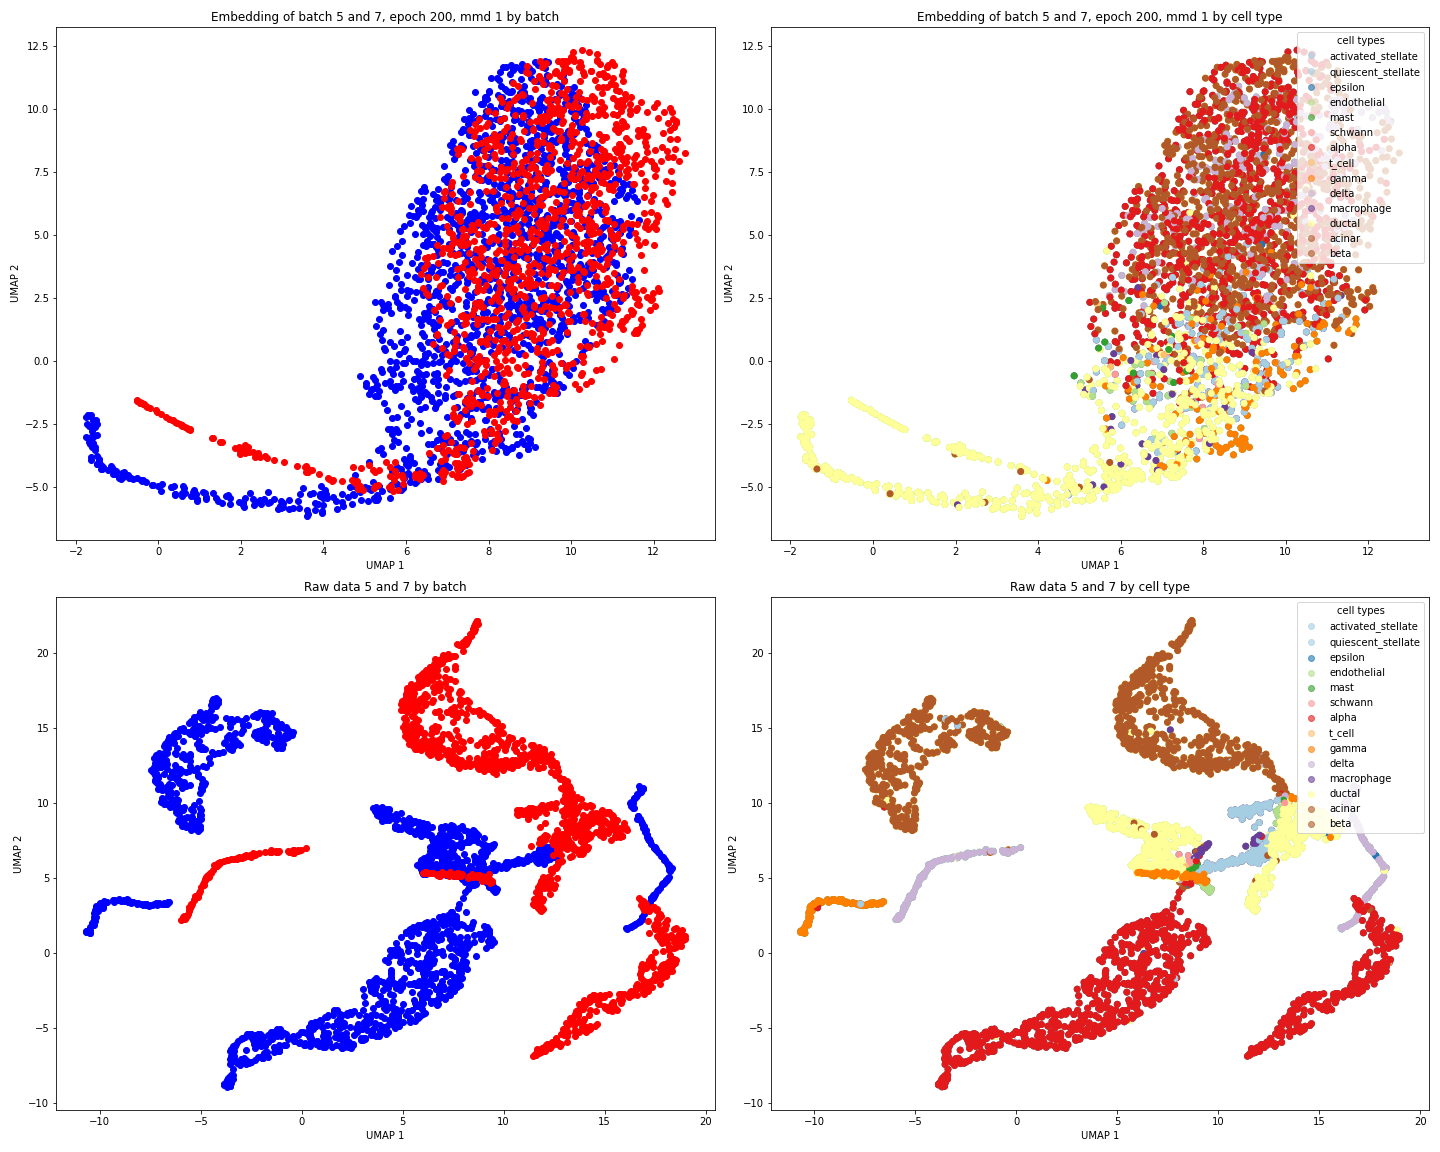 Embedding of batch 5 and 7, epoch 200, mmd 1 by batch
12.5
10.0
7.5
5.0
2.5
0.0
−2.5
−5.0
UMAP 2
−2 0 2 4 6 8 10 12
UMAP 1
Embedding of batch 5 and 7, epoch 200, mmd 1 by cell type
12.5
10.0
7.5
5.0
2.5
0.0
−2.5
−5.0
UMAP 2
cell types
activated_stellate
quiescent_stellate
epsilon
endothelial
mast
schwann
alpha
t_cell
gamma
delta
macrophage
ductal
acinar
beta
−2 0 2 4 6 8 10 12
UMAP 1
Raw data 5 and 7 by batch
20
15
10
5
0
−5
−10
UMAP 2
−10 −5 0 5 10 15 20
UMAP 1
Raw data 5 and 7 by cell type
20
15
10
5
0
−5
−10
UMAP 2
cell types
activated_stellate
quiescent_stellate
epsilon
endothelial
mast
schwann
alpha
t_cell
gamma
delta
macrophage
ductal
acinar
beta
−10 −5 0 5 10 15 20
UMAP 1